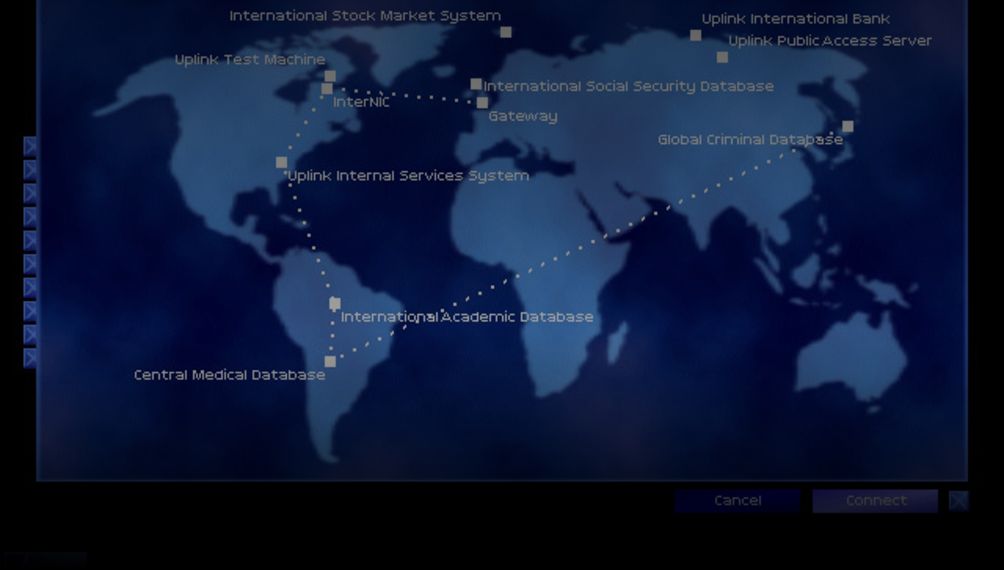 International Stock Market System
Uplink International Bank
Uplink Public Access Server
Uplink Test Machine
International Social Security Database
InterNIC
Gateway
Global Criminal Database
Uplink Internal Services System
International Academic Database
Central Medical Database
Cancel
Connect